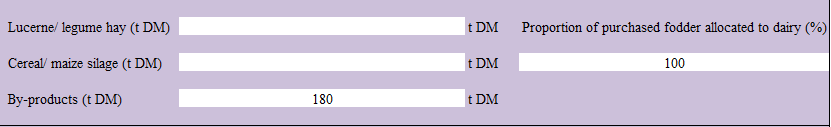 Lucerne/ legume hay (t DM) t DM Proportion of purchased fodder allocated to dairy (%)
Cereal/ maize silage (t DM) t DM 100
By-products (t DM) 180 t DM